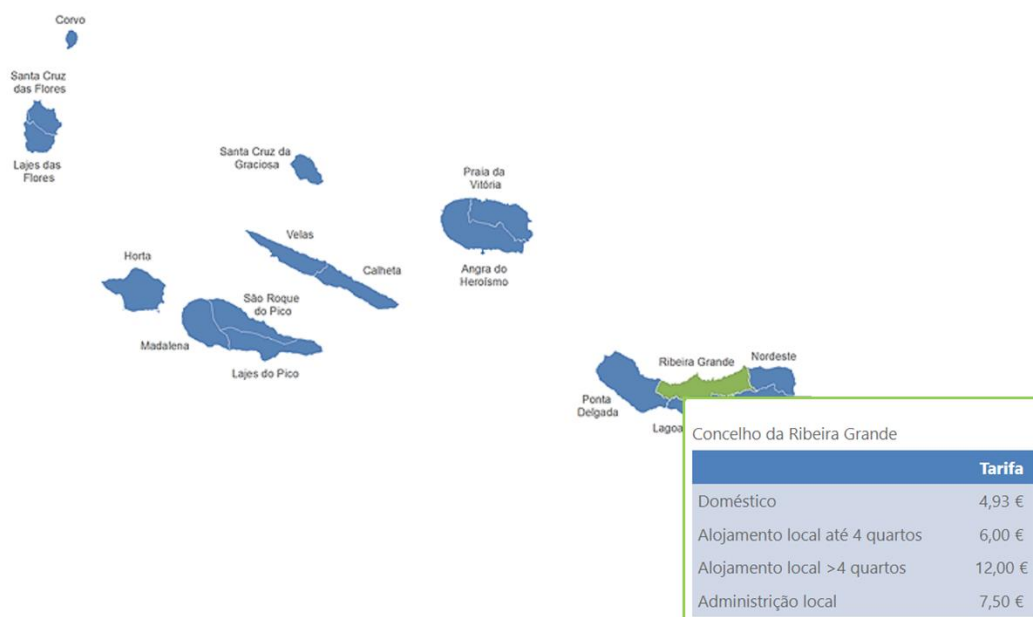 Corvo
Santa Cruz
das Flores
Lajes das
Flores
Santa Cruz da
Graciosa
Praia da
Vitória
Velas
Calheta
Angra do
Heroísmo
Horta
São Roque
do Pico
Madalena
Lajes do Pico
Ribeira Grande
Nordeste
Ponta
Delgada
Lagoa
Concelho da Ribeira Grande
Tarifa
Doméstico 4,93 €
Alojamento local até 4 quartos 6,00 €
Alojamento local >4 quartos 12,00 €
Administrição local 7,50 €